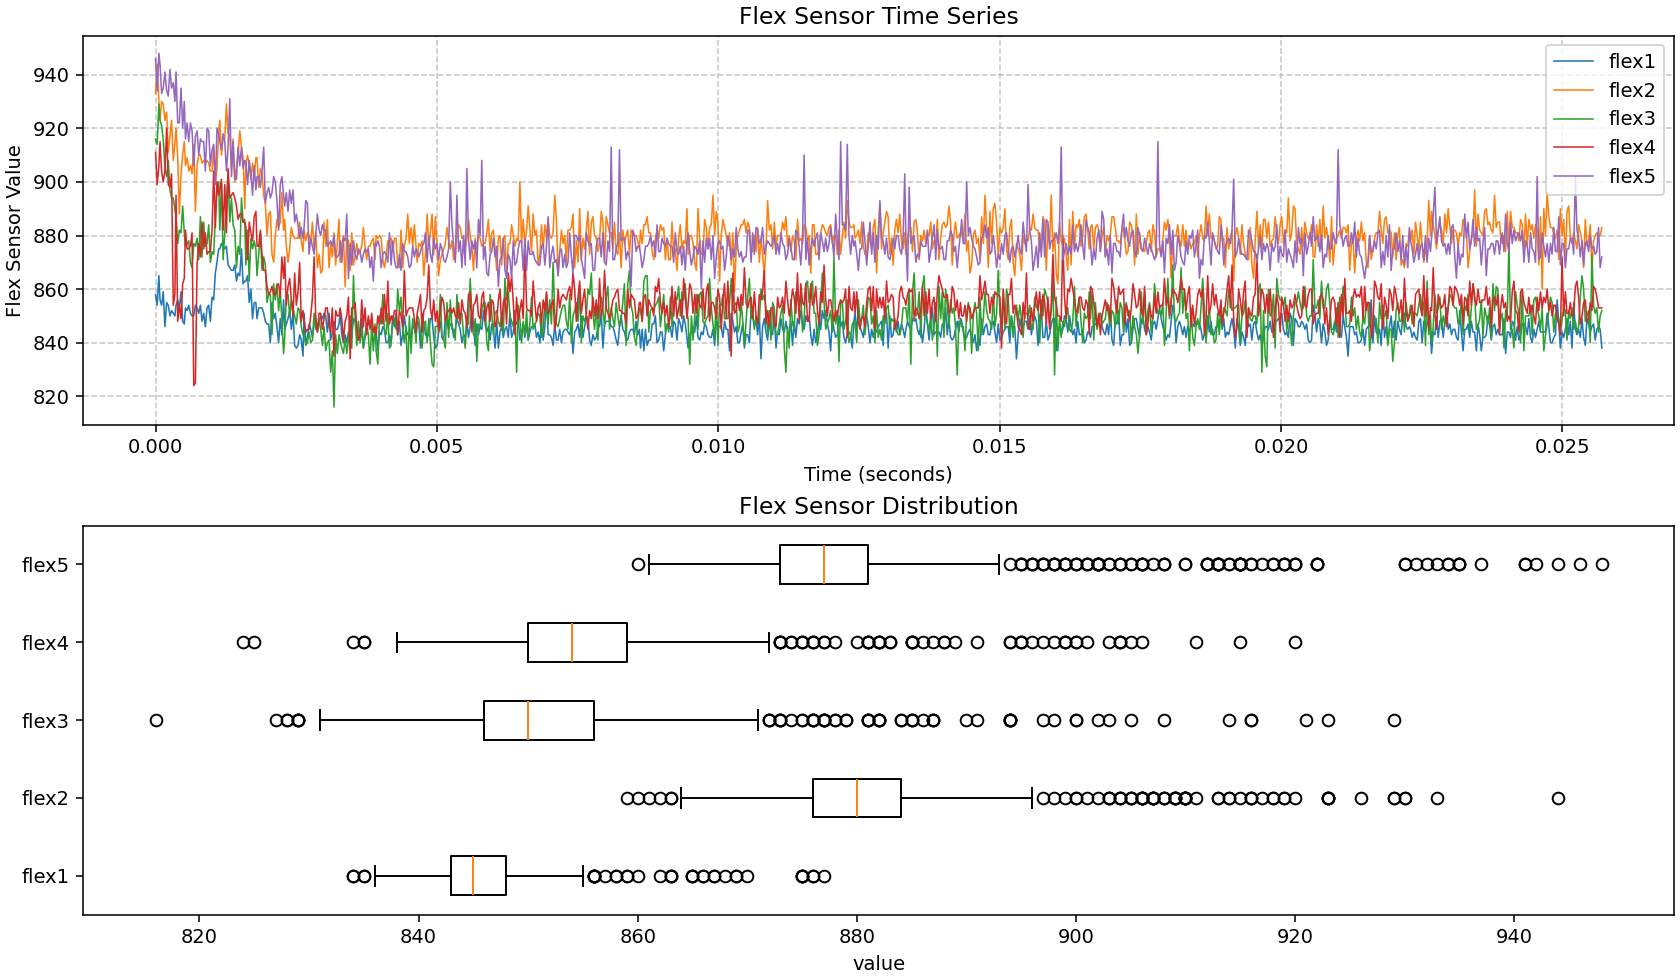 Flex Sensor Time Series
Flex Sensor Value
940
920
900
880
860
840
820
flex1
flex2
flex3
flex4
flex5
0.000 0.005 0.010 0.015 0.020 0.025
Time (seconds)
Flex Sensor Distribution
flex5
flex4
flex3
flex2
flex1
820 840 860 880 900 920 940
value